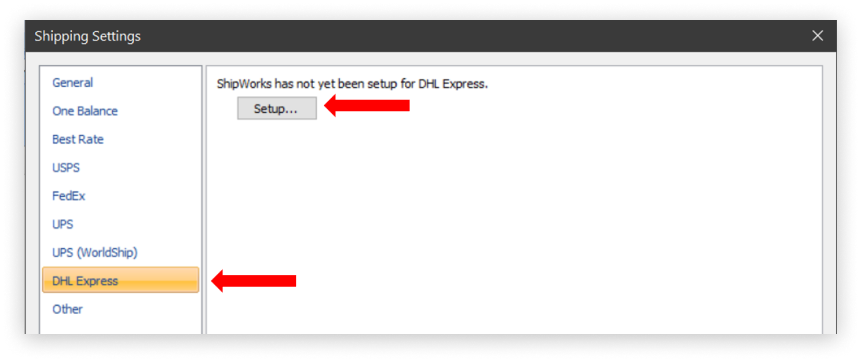 Shipping Settings
General
One Balance
Best Rate
USPS
FedEx
UPS
UPS (WorldShip)
DHL Express
Other
ShipWorks has not yet been setup for DHL Express.
Setup...